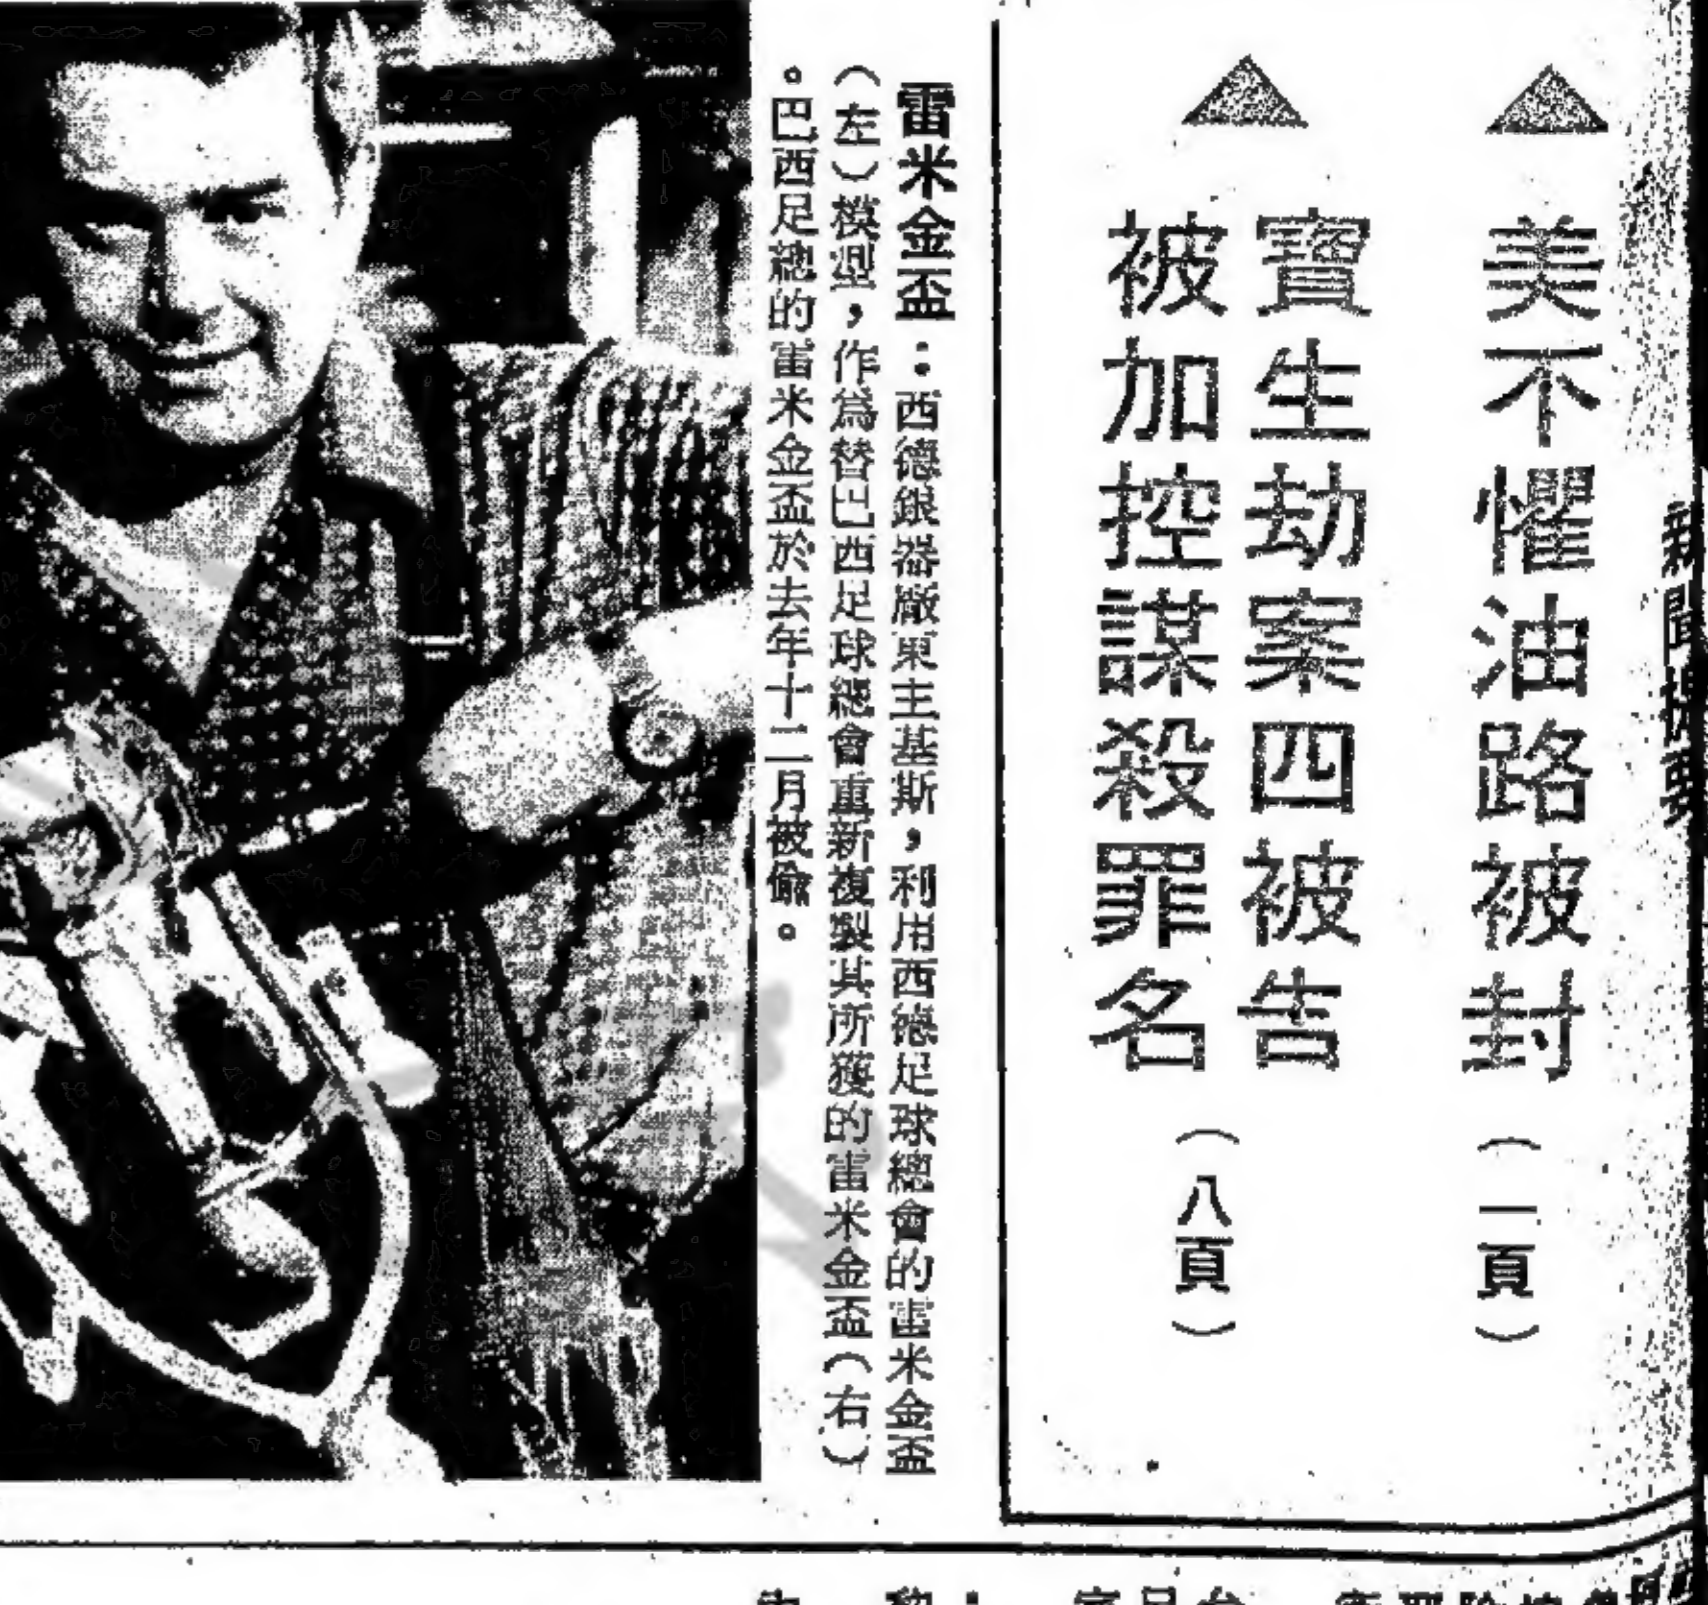 新聞提要
▲美不懼油路被封(一頁)
▲寶生劫案四被告
被加控謀殺罪名(八頁)
雷米金盃:西德銀器廠東主基斯,利用西德足球總會的雷米金盃
(左)模型,作爲替巴西足球總會重新複製其所獲的雷米金盃(右)
。巴西足總的雷米金盃於去年十二月被偷。